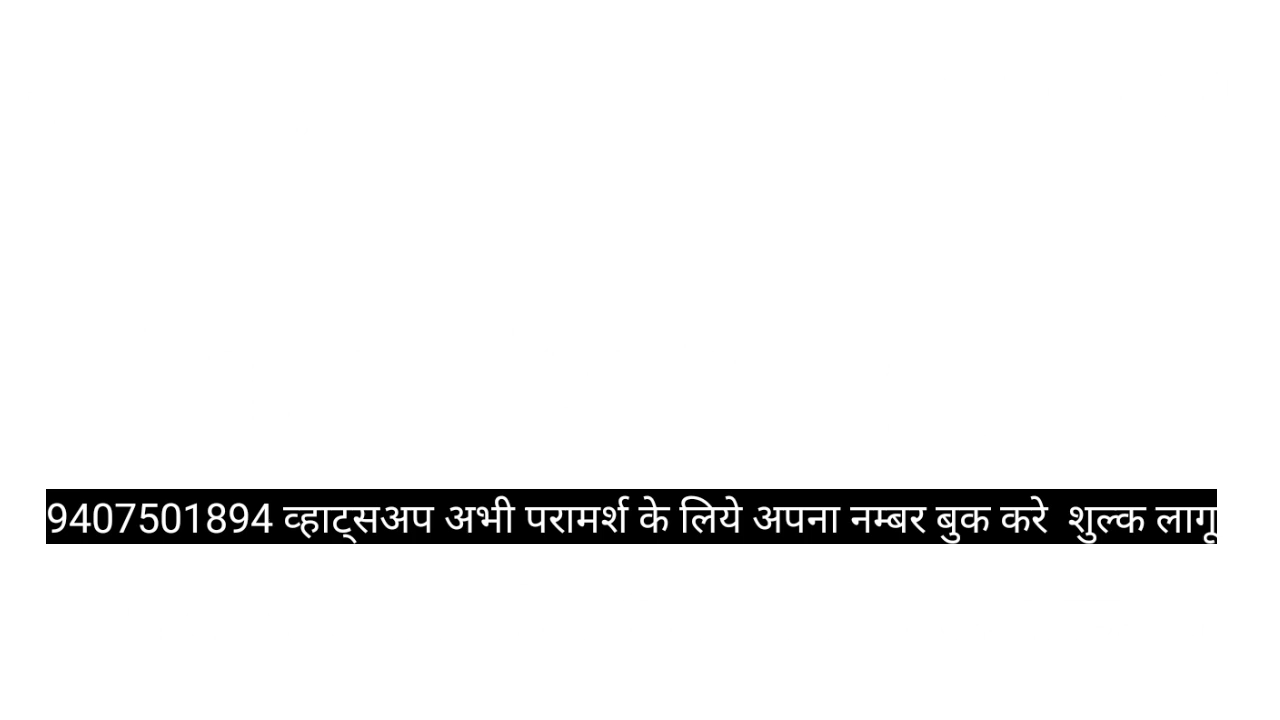 9407501894 व्हाट्सअप अभी परामर्श के लिये अपना नम्बर बुक करे  शुल्क लागू